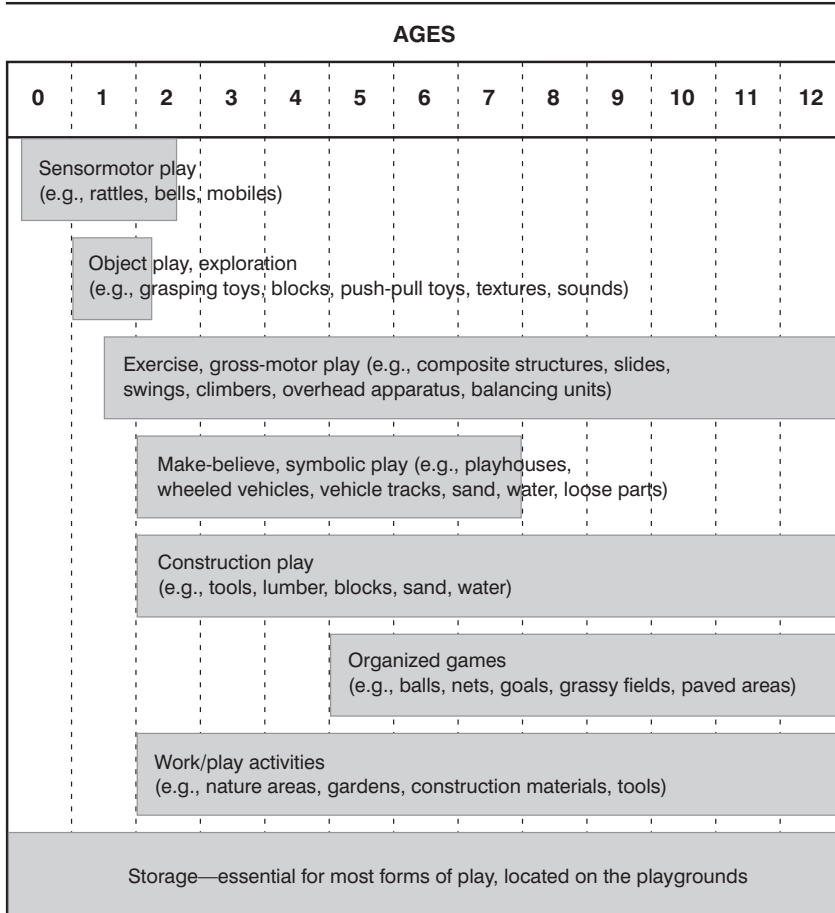 AGES
0 1 2 3 4 5 6 7 8 9 10 11 12
Sensormotor play
(e.g., rattles, bells, mobiles)
Object play, exploration
(e.g., grasping toys, blocks, push-pull toys, textures, sounds)
Exercise, gross-motor play (e.g., composite structures, slides,
swings, climbers, overhead apparatus, balancing units)
Make-believe, symbolic play (e.g., playhouses,
wheeled vehicles, vehicle tracks, sand, water, loose parts)
Construction play
(e.g., tools, lumber, blocks, sand, water)
Organized games
(e.g., balls, nets, goals, grassy fields, paved areas)
Work/play activities
(e.g., nature areas, gardens, construction materials, tools)
Storage—essential for most forms of play, located on the playgrounds